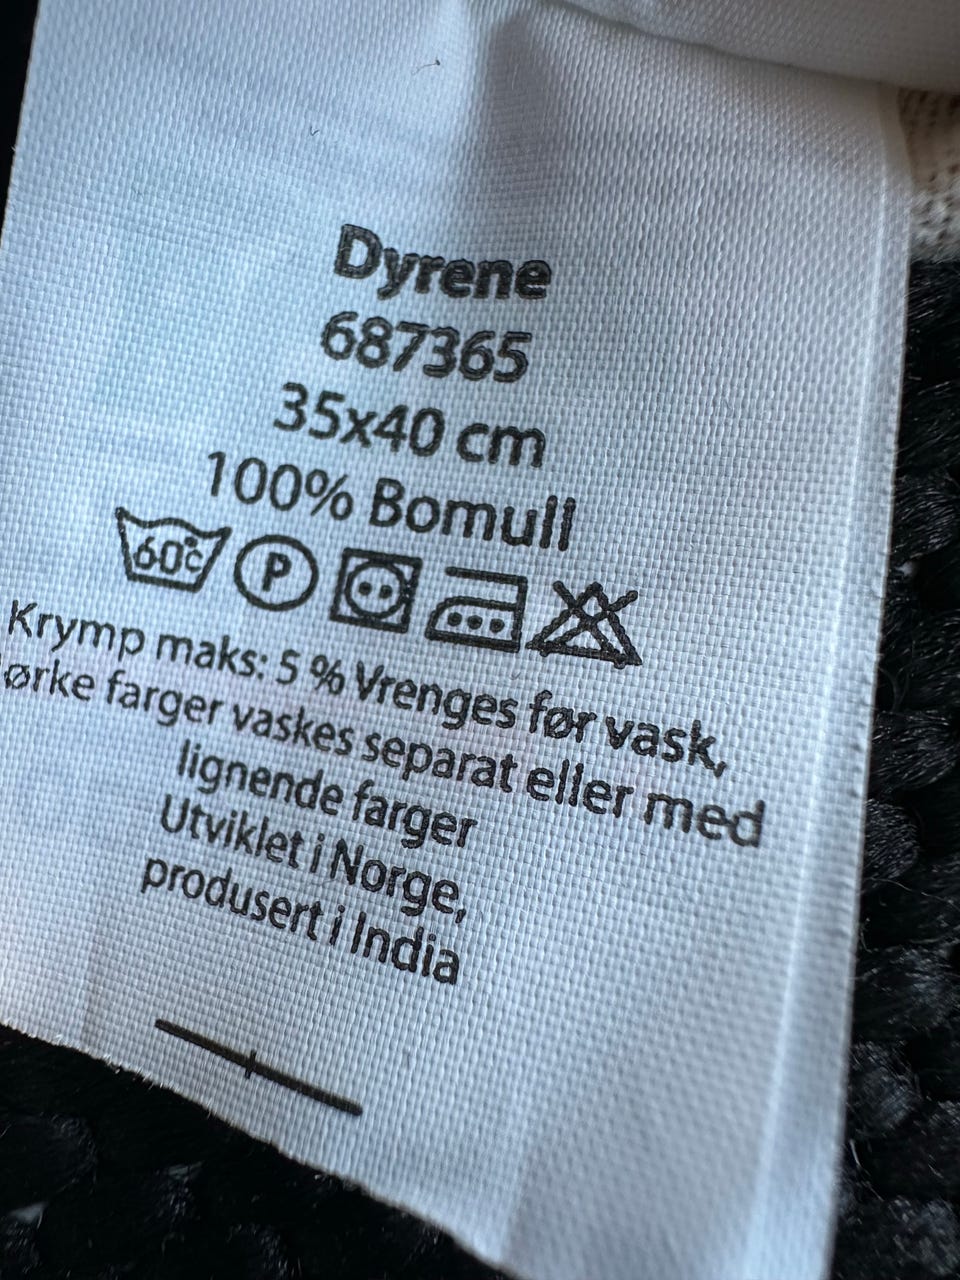 Dyrene
687365
35x40 cm
100% Bomull
60°c P
Krymp maks: 5 % Vrenges før vask,
ørke farger vaskes separat eller med
lignende farger
Utviklet i Norge,
produsert i India